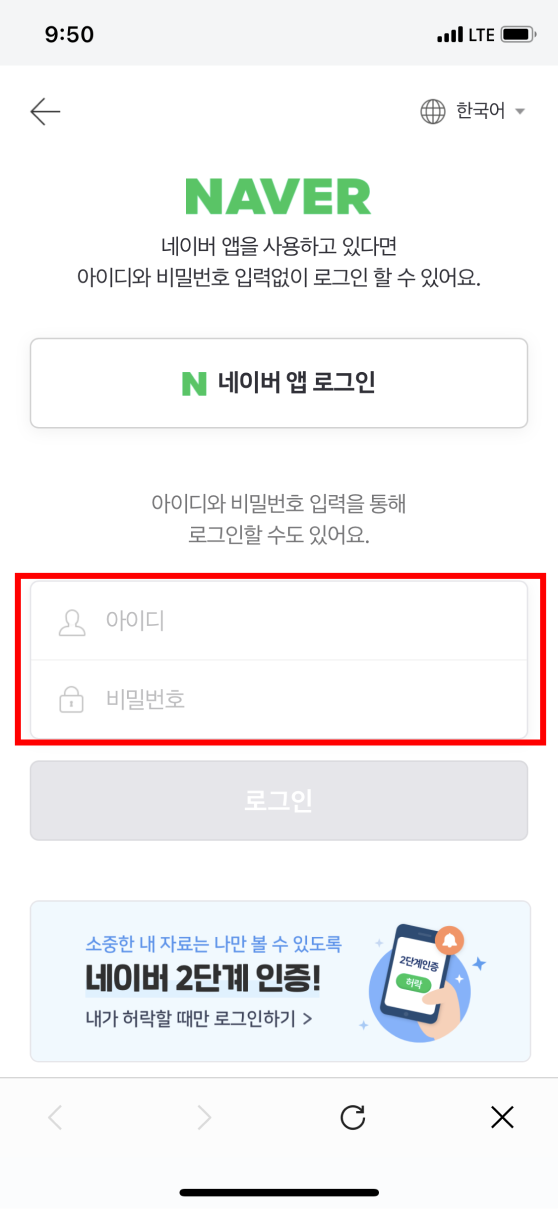 9:50 LTE
한국어
NAVER
네이버 앱을 사용하고 있다면
아이디와 비밀번호 입력없이 로그인 할 수 있어요.
N 네이버 앱 로그인
아이디와 비밀번호 입력을 통해
로그인할 수도 있어요.
아이디
비밀번호
로그인
소중한 내 자료는 나만 볼 수 있도록
네이버 2단계 인증!
내가 허락할 때만 로그인하기 >
2단계인증
허락